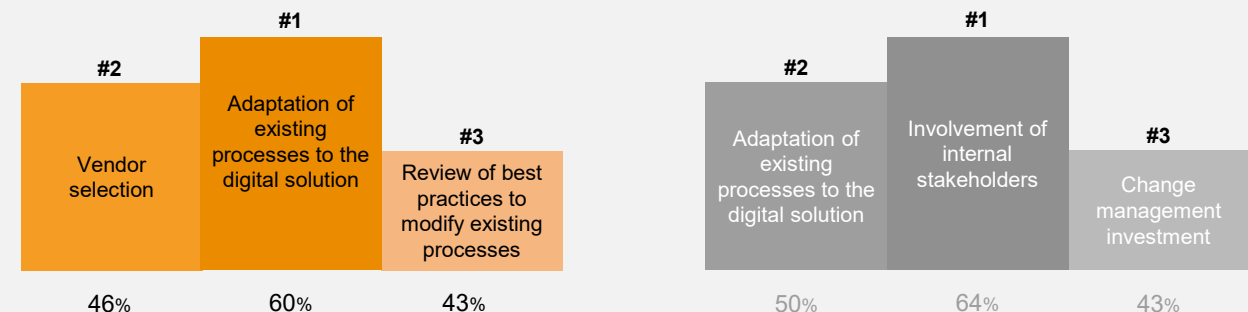 #1
#2
Adaptation of
existing
processes to the
digital solution
Vendor
selection
#3
Review of best
practices to
modify existing
processes
46%
60%
43%
#1
#2
Involvement of
internal
stakeholders
Adaptation of
existing
processes to the
digital solution
#3
Change
management
investment
50%
64%
43%